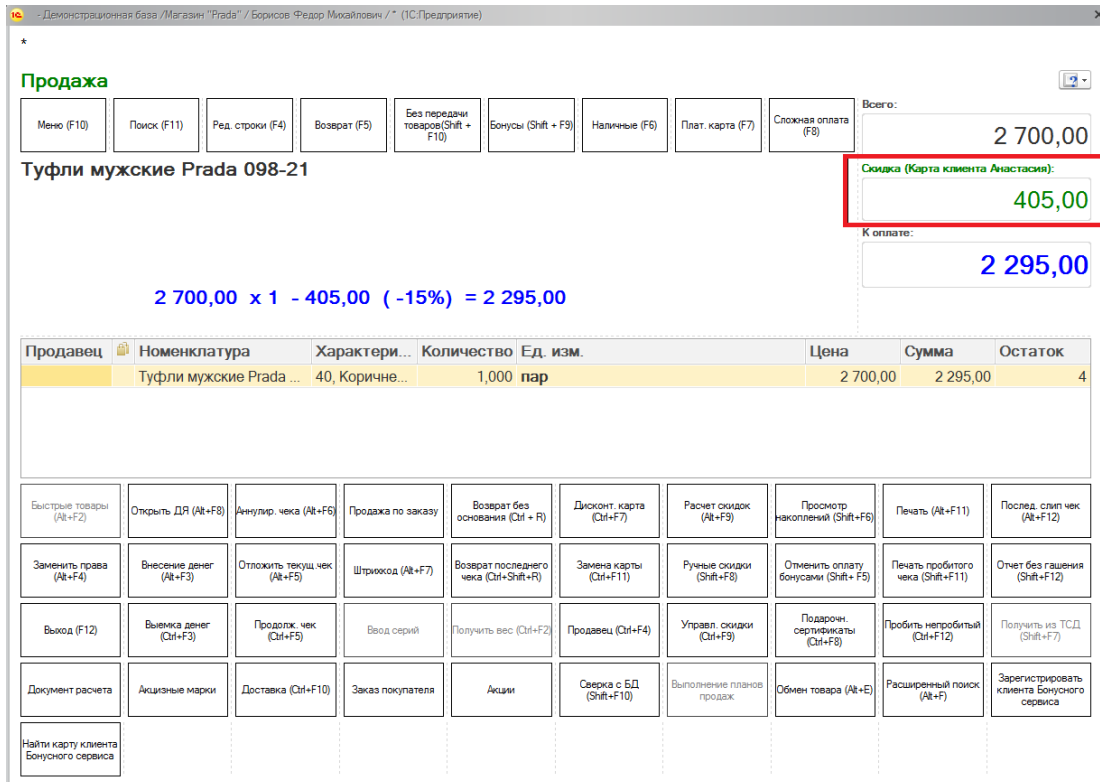 - Демонстрационная база /Магазин "Prada" / Борисов Федор Михайлович / * (1С:Предприятие)
*
Продажа
Меню (F10)
Поиск (F11)
Ред. строки (F4)
Возврат (F5)
Без передачи
товаров(Shift +
F10)
Бонусы (Shift + F9)
Наличные (F6)
Плат. карта (F7)
Сложная оплата
(F8)
Всего:
2 700,00
Туфли мужские Prada 098-21
Скидка (Карта клиента Анастасия):
405,00
К оплате:
2 295,00
2 700,00 x 1 - 405,00 ( -15%) = 2 295,00
Продавец Номенклатура Характери... Количество Ед. изм. Цена Сумма Остаток
Туфли мужские Prada ... 40, Коричне... 1,000 пар 2 700,00 2 295,00 4
Быстрые товары
(Alt+F2)
Открыть ДЯ (Alt+F8)
Аннулир. чека (Alt+F6)
Продажа по заказу
Возврат без
основания (Ctrl + R)
Дисконт. карта
(Ctrl+F7)
Расчет скидок
(Alt+F9)
Просмотр
накоплений (Shift+F6)
Печать (Alt+F11)
Послед. слип чек
(Alt+F12)
Заменить права
(Alt+F4)
Внесение денег
(Alt+F3)
Отложить текущ.чек
(Alt+F5)
Штрихкод (Alt+F7)
Возврат последнего
чека (Ctrl+Shift+R)
Замена карты
(Ctrl+F11)
Ручные скидки
(Shift+F8)
Отменить оплату
бонусами (Shift+ F5)
Печать пробитого
чека (Shift+F11)
Отчет без гашения
(Shift+F12)
Выход (F12)
Выемка денег
(Ctrl+F3)
Продолж. чек
(Ctrl+F5)
Ввод серий
Получить вес (Ctrl+F2)
Продавец (Ctrl+F4)
Управл. скидки
(Ctrl+F9)
Подарочн.
сертификаты
(Ctrl+F8)
Пробить непробитый
(Ctrl+F12)
Получить из ТСД
(Shift+F7)
Документ расчета
Акцизные марки
Доставка (Ctrl+F10)
Заказ покупателя
Акции
Сверка с БД
(Shift+F10)
Выполнение планов
продаж
Обмен товара (Alt+E)
Расширенный поиск
(Alt+F)
Зарегистрировать
клиента Бонусного
сервиса
Найти карту клиента
Бонусного сервиса